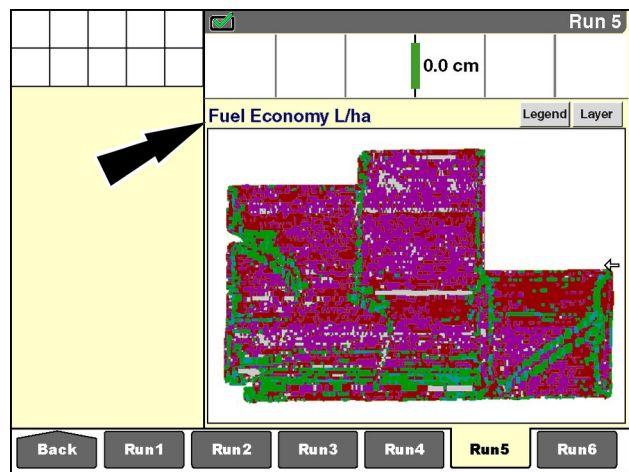 Run 5
0.0 cm
Fuel Economy L/ha
Legend
Layer
Back
Run1
Run2
Run3
Run4
Run5
Run6